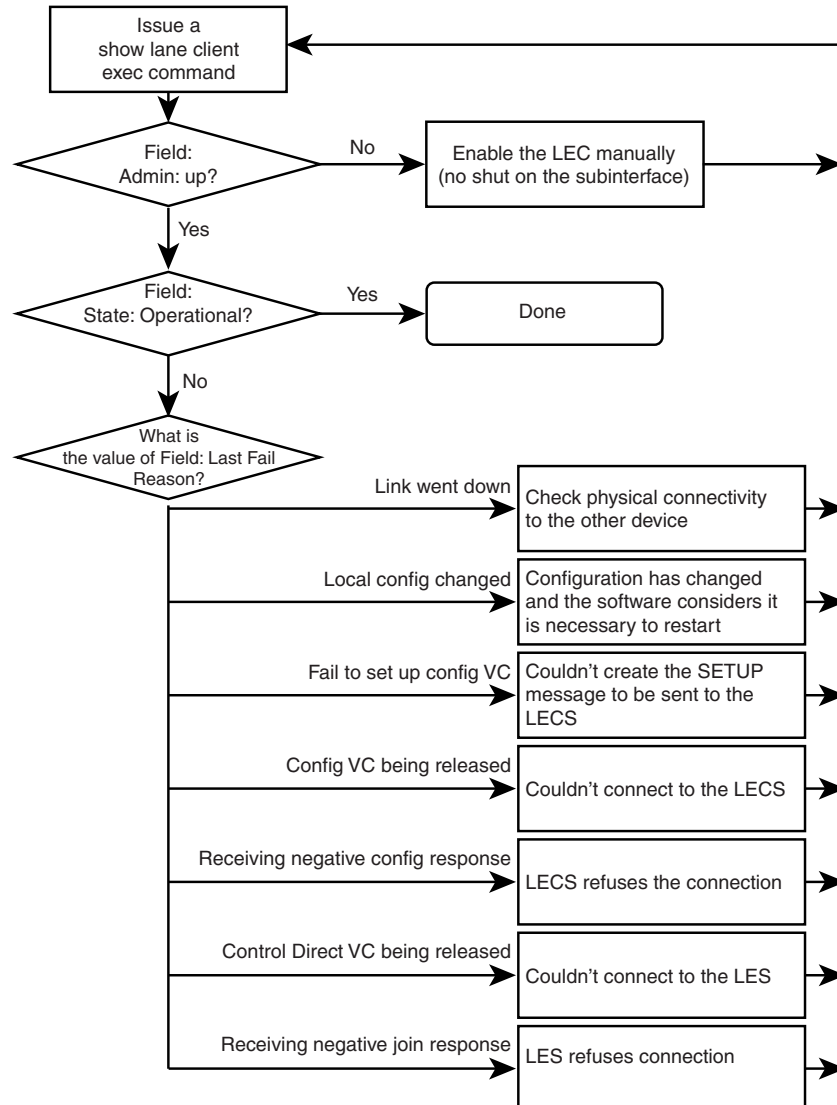 Issue a
show lane client
exec command
Field:
Admin: up?
No
Enable the LEC manually
(no shut on the subinterface)
Yes
Field:
State: Operational?
Yes
Done
No
What is
the value of Field: Last Fail
Reason?
Link went down
Check physical connectivity
to the other device
Local config changed
Configuration has changed
and the software considers it
is necessary to restart
Fail to set up config VC
Couldn’t create the SETUP
message to be sent to the
LECS
Config VC being released
Couldn’t connect to the LECS
Receiving negative config response
LECS refuses the connection
Control Direct VC being released
Couldn’t connect to the LES
Receiving negative join response
LES refuses connection